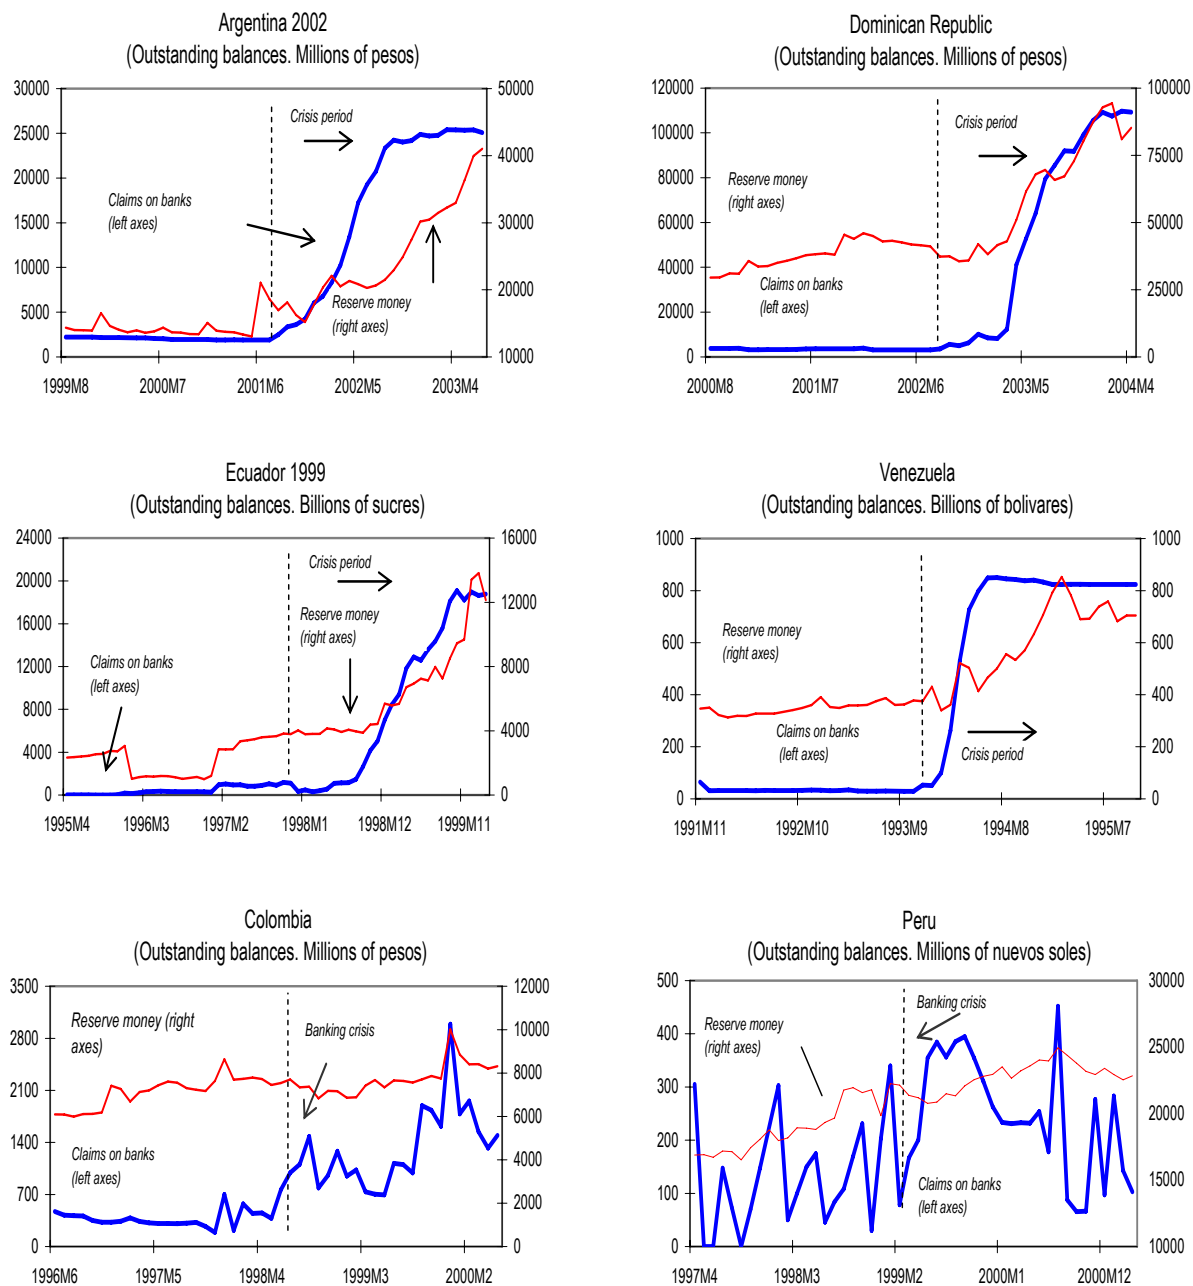 Argentina 2002
(Outstanding balances. Millions of pesos)
30000
25000
20000
15000
10000
5000
0
50000
40000
30000
20000
10000
Crisis period
Claims on banks
(left axes)
Reserve money
(right axes)
1999M8
2000M7
2001M6
2002M5
2003M4
Dominican Republic
(Outstanding balances. Millions of pesos)
120000
100000
80000
60000
40000
20000
0
100000
75000
50000
25000
0
Crisis period
Reserve money
(right axes)
Claims on banks
(left axes)
2000M8
2001M7
2002M6
2003M5
2004M4
Ecuador 1999
(Outstanding balances. Billions of sucres)
24000
20000
16000
12000
8000
4000
0
16000
12000
8000
4000
0
Crisis period
Reserve money
(right axes)
Claims on banks
(left axes)
1995M4
1996M3
1997M2
1998M1
1998M12
1999M11
Venezuela
(Outstanding balances. Billions of bolivares)
1000
800
600
400
200
0
1000
800
600
400
200
0
Reserve money
(right axes)
Claims on banks
(left axes)
Crisis period
1991M11
1992M10
1993M9
1994M8
1995M7
Colombia
(Outstanding balances. Millions of pesos)
3500
2800
2100
1400
700
0
12000
10000
8000
6000
4000
2000
0
Reserve money (right
axes)
Banking crisis
Claims on banks
(left axes)
1996M6
1997M5
1998M4
1999M3
2000M2
Peru
(Outstanding balances. Millions of nuevos soles)
500
400
300
200
100
0
30000
25000
20000
15000
10000
Banking crisis
Reserve money
(right axes)
Claims on banks
(left axes)
1997M4
1998M3
1999M2
2000M1
2000M12